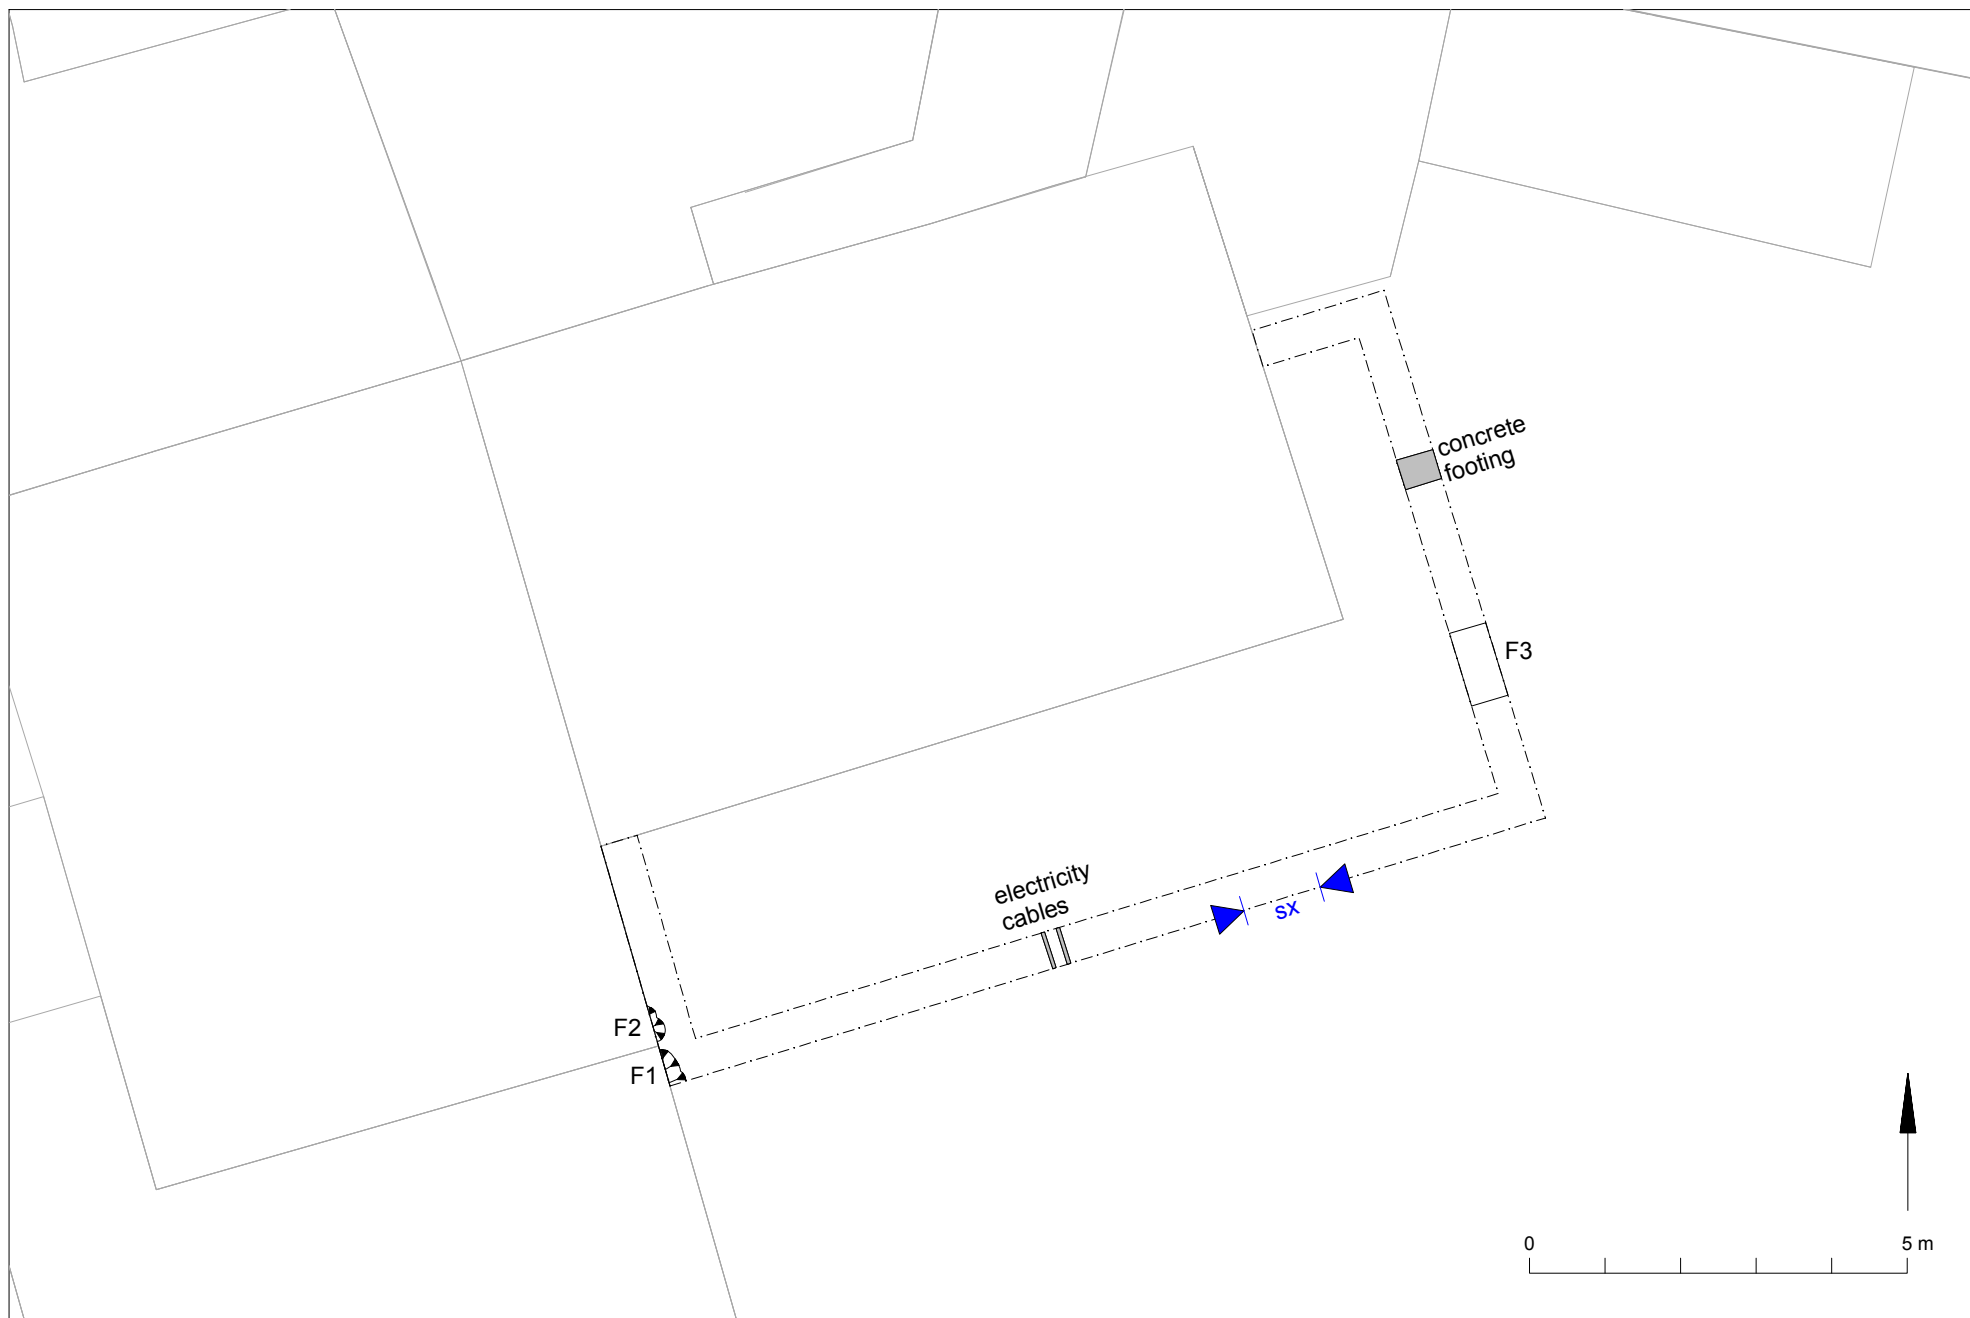 concrete
footing
F3
electricity
cables
sx
F2
F1
0
5 m